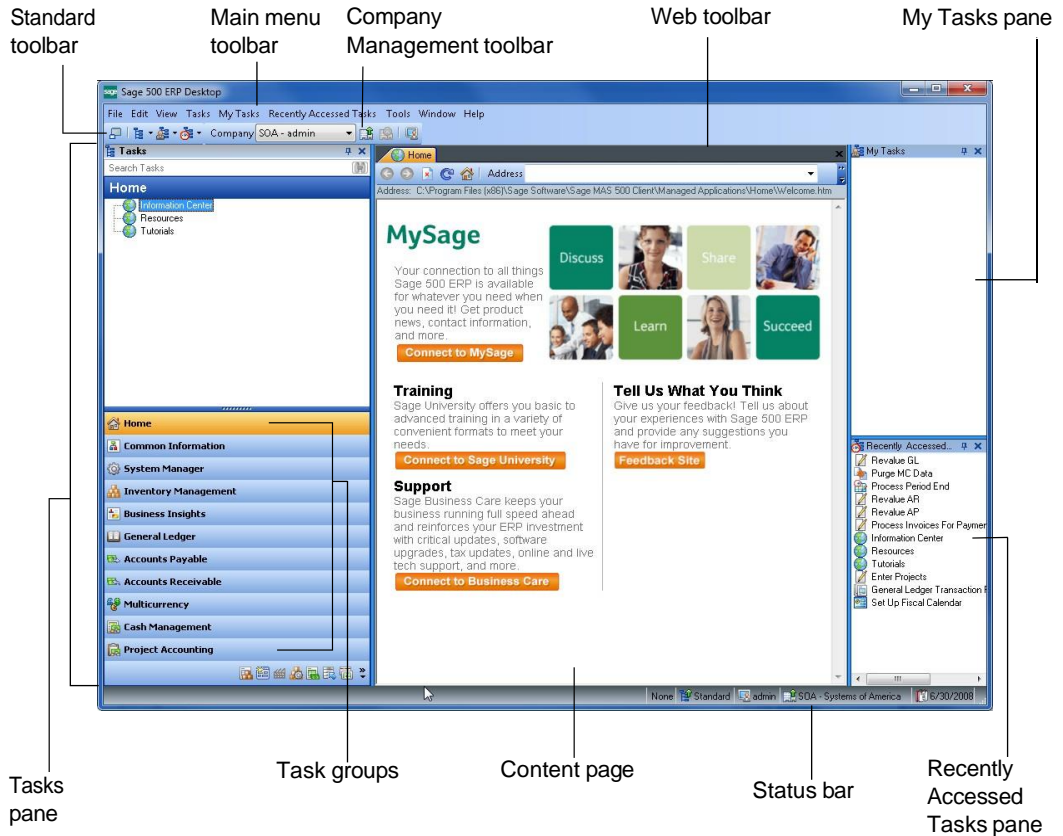 Standard
toolbar
Main menu
toolbar
Company
Management toolbar
Web toolbar
My Tasks pane
sage Sage 500 ERP Desktop
File Edit View Tasks My Tasks Recently Accessed Tasks Tools Window Help
Company SOA - admin
Tasks
Search Tasks
Home
Information Center
Resources
Tutorials
Home
Common Information
System Manager
Inventory Management
Business Insights
General Ledger
Accounts Payable
Accounts Receivable
Multicurrency
Cash Management
Project Accounting
Home
Address
Address: C:\Program Files (x86)\Sage Software\Sage MAS 500 Client\Managed Applications\Home\Welcome.htm
MySage
Your connection to all things
Sage 500 ERP is available
for whatever you need when
you need it! Get product
news, contact information,
and more.
Connect to MySage
Discuss
Share
Learn
Succeed
Training
Sage University offers you basic to
advanced training in a variety of
convenient formats to meet your
needs.
Connect to Sage University
Support
Sage Business Care keeps your
business running full speed ahead
and reinforces your ERP investment
with critical updates, software
upgrades, tax updates, online and live
tech support, and more.
Connect to Business Care
Tell Us What You Think
Give us your feedback! Tell us about
your experiences with Sage 500 ERP
and provide any suggestions you
have for improvement.
Feedback Site
My Tasks
Recently Accessed...
Revalue GL
Purge MC Data
Process Period End
Revalue AR
Revalue AP
Process Invoices For Paymer
Information Center
Resources
Tutorials
Enter Projects
General Ledger Transaction F
Set Up Fiscal Calendar
None Standard admin SOA - Systems of America 6/30/2008
Tasks
pane
Task groups
Content page
Status bar
Recently
Accessed
Tasks pane